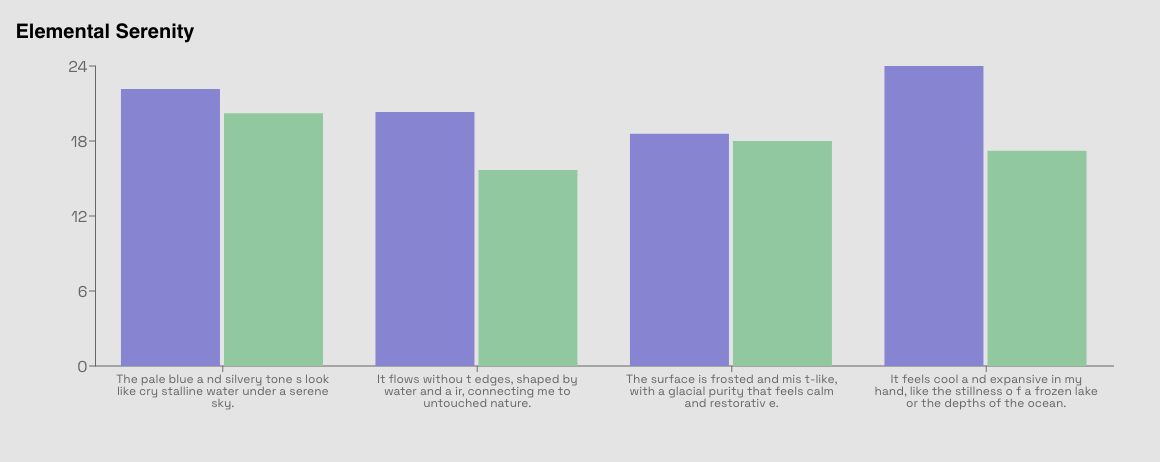 Elemental Serenity
24
18
12
6
0
The pale blue a nd silvery tone s look
like cry stalline water under a serene
sky.
It flows withou t edges, shaped by
water and a ir, connecting me to
untouched nature.
The surface is frosted and mis t-like,
with a glacial purity that feels calm
and restorativ e.
It feels cool a nd expansive in my
hand, like the stillness o f a frozen lake
or the depths of the ocean.